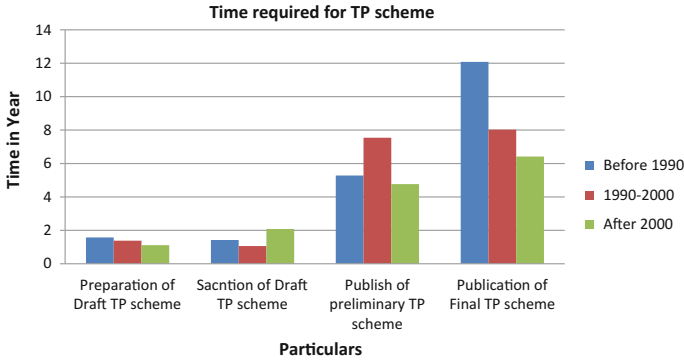 Time required for TP scheme
Time in Year
14
12
10
8
6
4
2
0
Preparation of
Draft TP scheme
Sacntion of Draft
TP scheme
Publish of
preliminary TP
scheme
Publication of
Final TP scheme
Particulars
Before 1990
1990-2000
After 2000